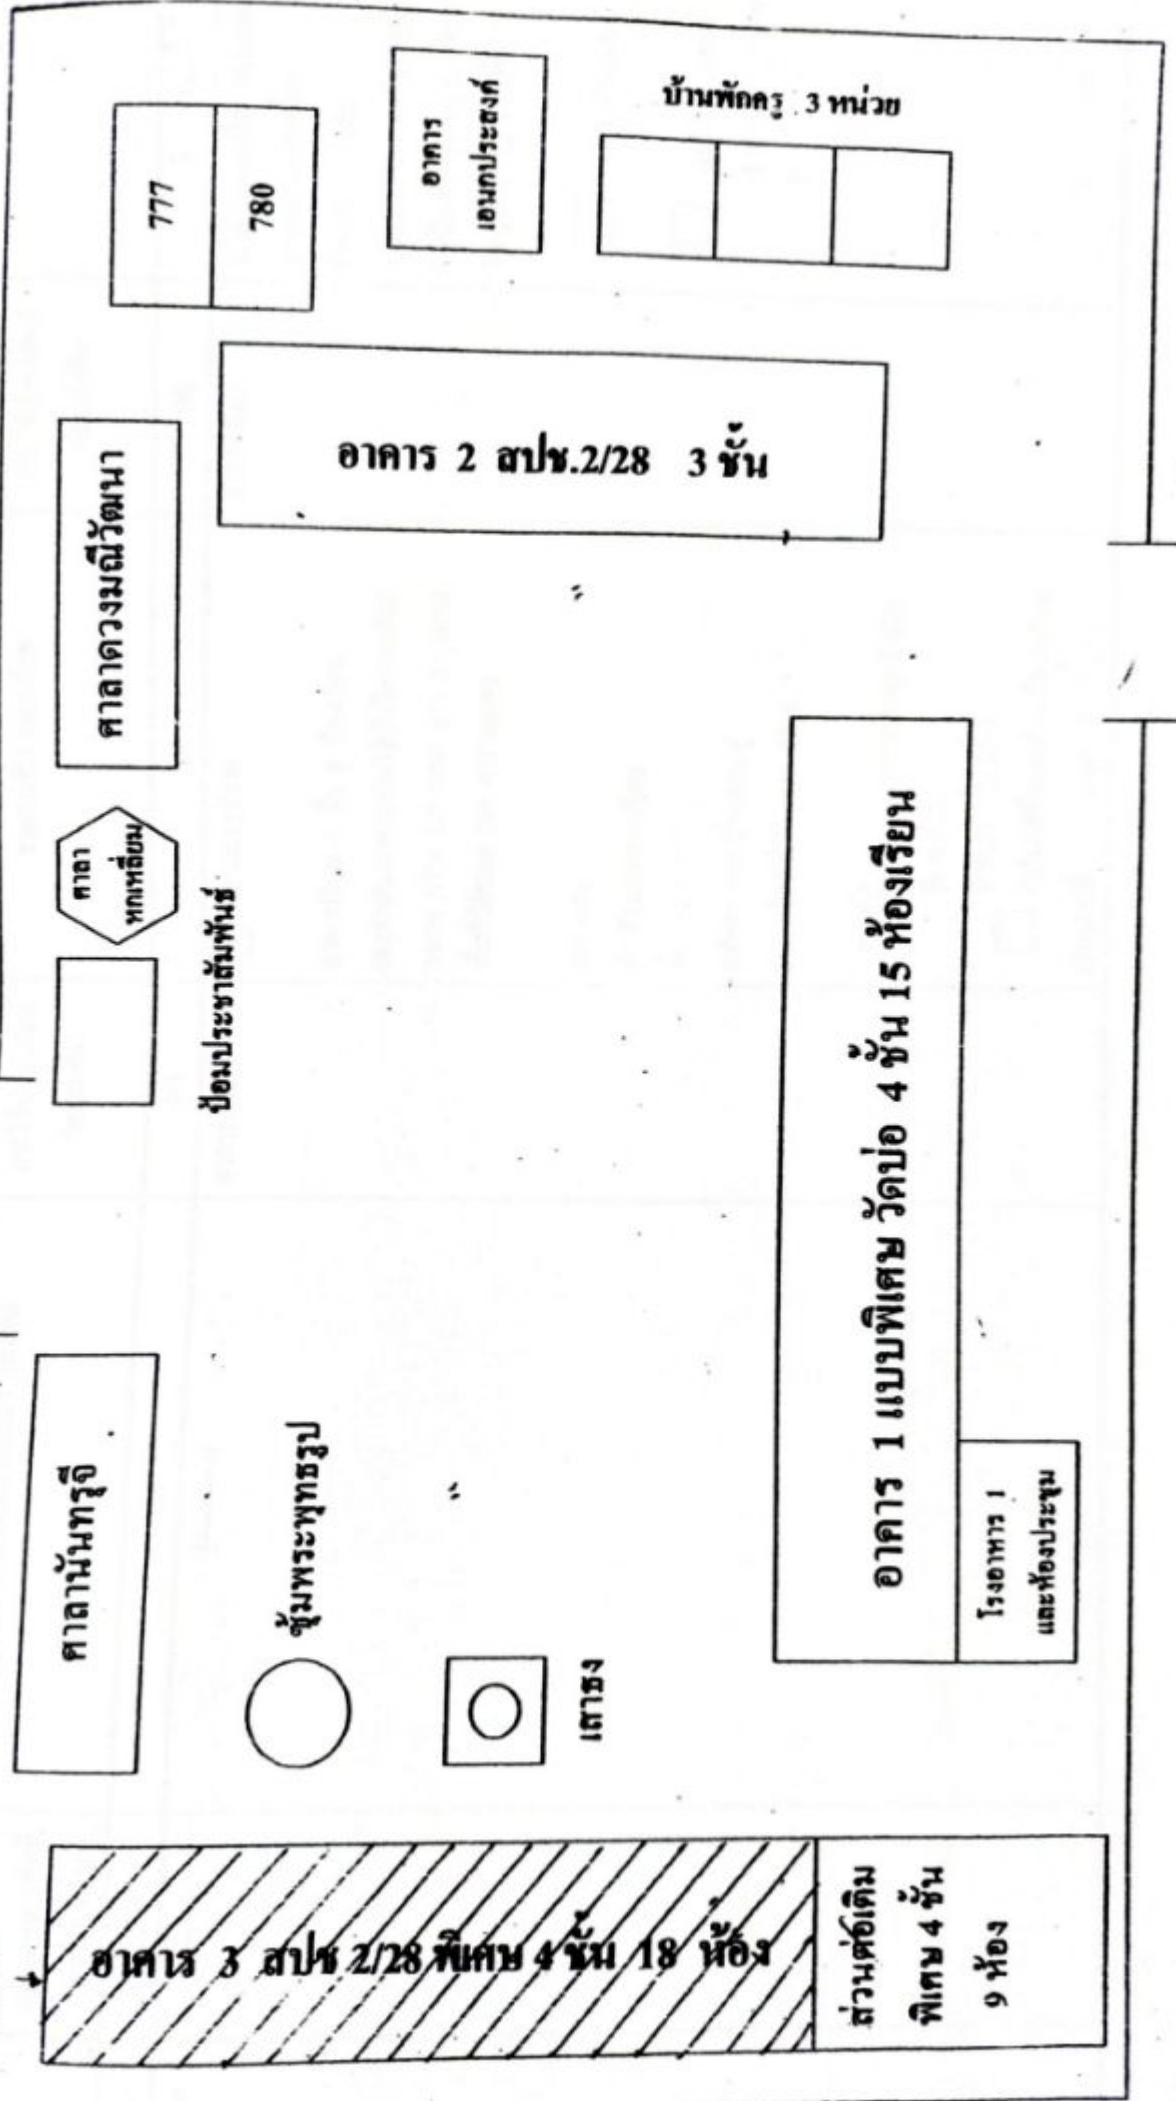 777
780
อาคาร
เอนกประสงค์
บ้านพักครู 3 หน่วย
อาคาร 2 สปช.2/28 3 ชั้น
ศาลาดวงมณีวัฒนา
ศาลา
หกเหลี่ยม
ป้อมประชาสัมพันธ์
อาคาร 1 แบบพิเศษ วัดบ่อ 4 ชั้น 15 ห้องเรียน
โรงอาหาร 1
และห้องประชุม
ศาลานันทรุจี
ซุ้มพระพุทธรูป
เสาธง
อาคาร 3 สปช 2/28 พิเศษ 4 ชั้น 18 ห้อง
ส่วนต่อเติม
พิเศษ 4 ชั้น
9 ห้อง